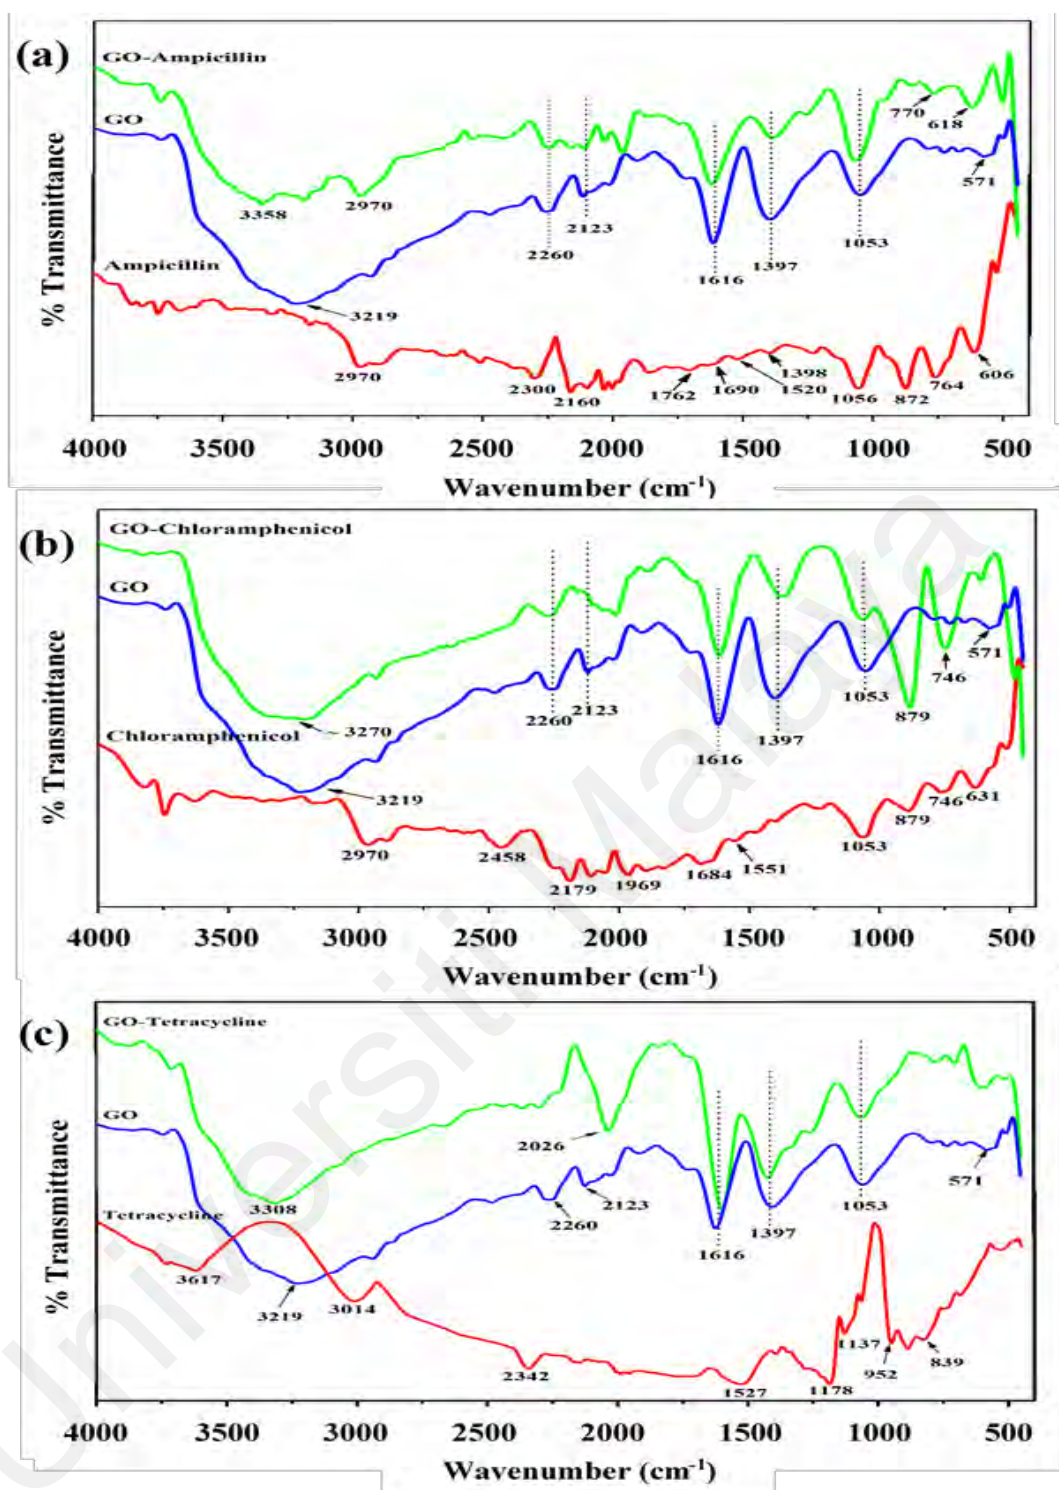 (a)
GO-Ampicillin
GO
Ampicillin
% Transmittance
3358
2970
3219
2260
2123
1616
1397
1053
770
618
571
2970
2300
2160
1762
1690
1520
1398
1056
872
764
606
4000 3500 3000 2500 2000 1500 1000 500
Wavenumber (cm-1)
(b)
GO-Chloramphenicol
GO
Chloramphenicol
% Transmittance
3270
3219
2260
2123
1616
1397
1053
879
746
571
2970
2458
2179
1969
1684
1551
1053
879
746
631
4000 3500 3000 2500 2000 1500 1000 500
Wavenumber (cm-1)
(c)
GO-Tetracycline
GO
Tetracycline
% Transmittance
3308
2026
2260
2123
1616
1397
1053
571
3617
3219
3014
2342
1527
1178
1137
952
839
4000 3500 3000 2500 2000 1500 1000 500
Wavenumber (cm-1)
Universiti Malaya